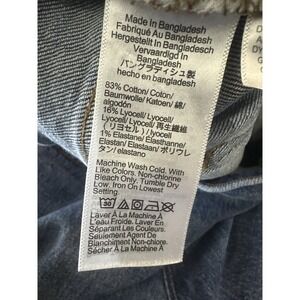 Made in Bangladesh
Fabriqué Au Bangladesh
Hergestellt in Bangladesch
Vervaardigd in
Bangladesh
バングラディシュ製
hecho en bangladesh
83% Cotton/ Coton/
Baumwolle/ Katoen/ 綿/
algodón
16% Lyocell/ Lyocell/
Lyocell/ Lyocell/ 再生繊維
(リヨセル) / lyocell
1% Elastane/ Élasthanne/
Elastan/ Elastaan/ ポリウレ
タン/ elastano
Machine Wash Cold. With
Like Colors. Non-chlorine
Bleach Only. Tumble Dry
Low. Iron On Lowest
Setting
30
Laver À La Machine À
L'eau Froide. Laver En
Séparant Les Couleurs
Seulement. Agent De
Blanchiment Non-chlore.
À La Machine À